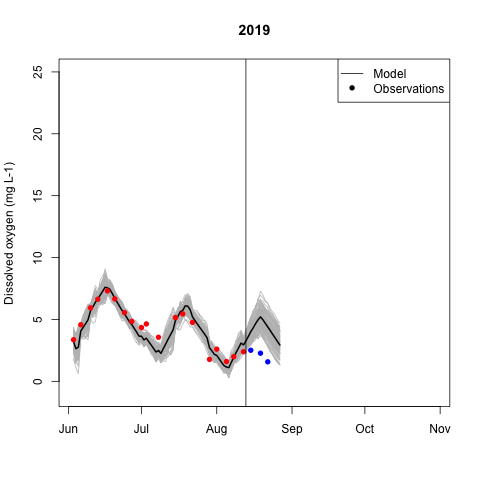 2019
Model
Observations
Dissolved oxygen (mg L-1)
25
20
15
10
5
0
Jun Jul Aug Sep Oct Nov